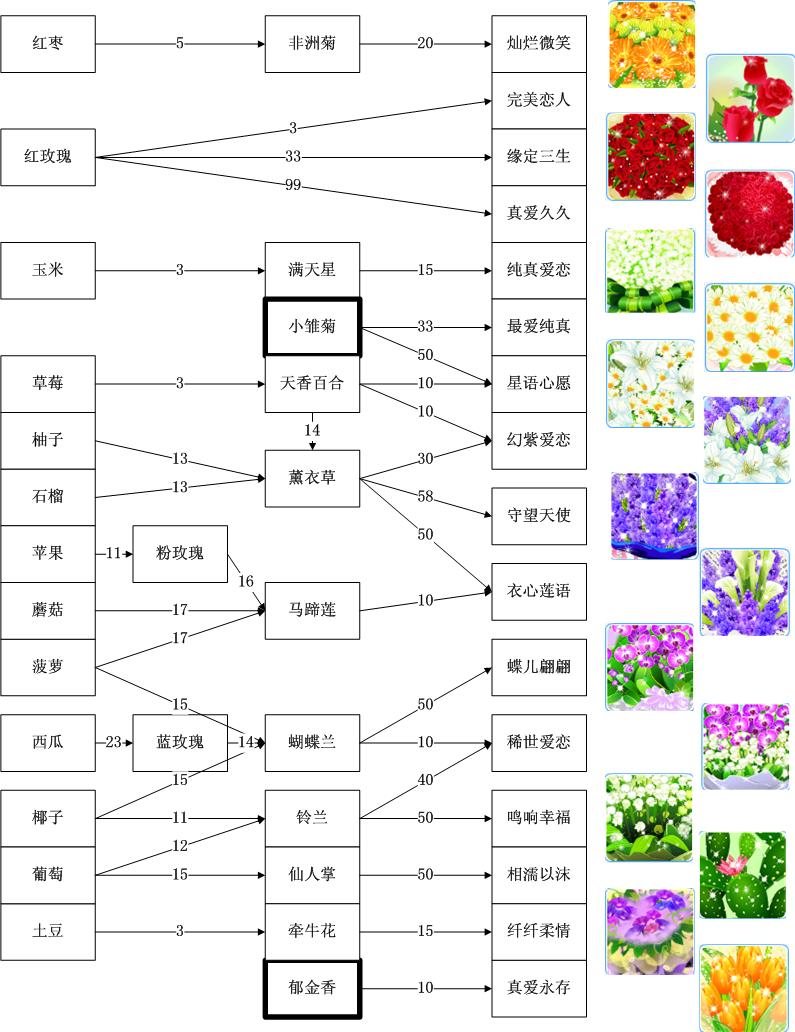 红枣
5
非洲菊
20
灿烂微笑
完美恋人
3
红玫瑰
33
缘定三生
99
真爱久久
玉米
3
满天星
15
纯真爱恋
小雏菊
33
最爱纯真
50
草莓
3
天香百合
10
星语心愿
10
14
柚子
幻紫爱恋
13
30
薰衣草
13
石榴
58
守望天使
50
苹果
11
粉玫瑰
16
衣心莲语
蘑菇
17
马蹄莲
10
17
菠萝
蝶儿翩翩
15
50
西瓜
23
蓝玫瑰
14
蝴蝶兰
10
稀世爱恋
15
40
椰子
11
铃兰
50
鸣响幸福
12
葡萄
15
仙人掌
50
相濡以沫
土豆
3
牵牛花
15
纤纤柔情
郁金香
10
真爱永存